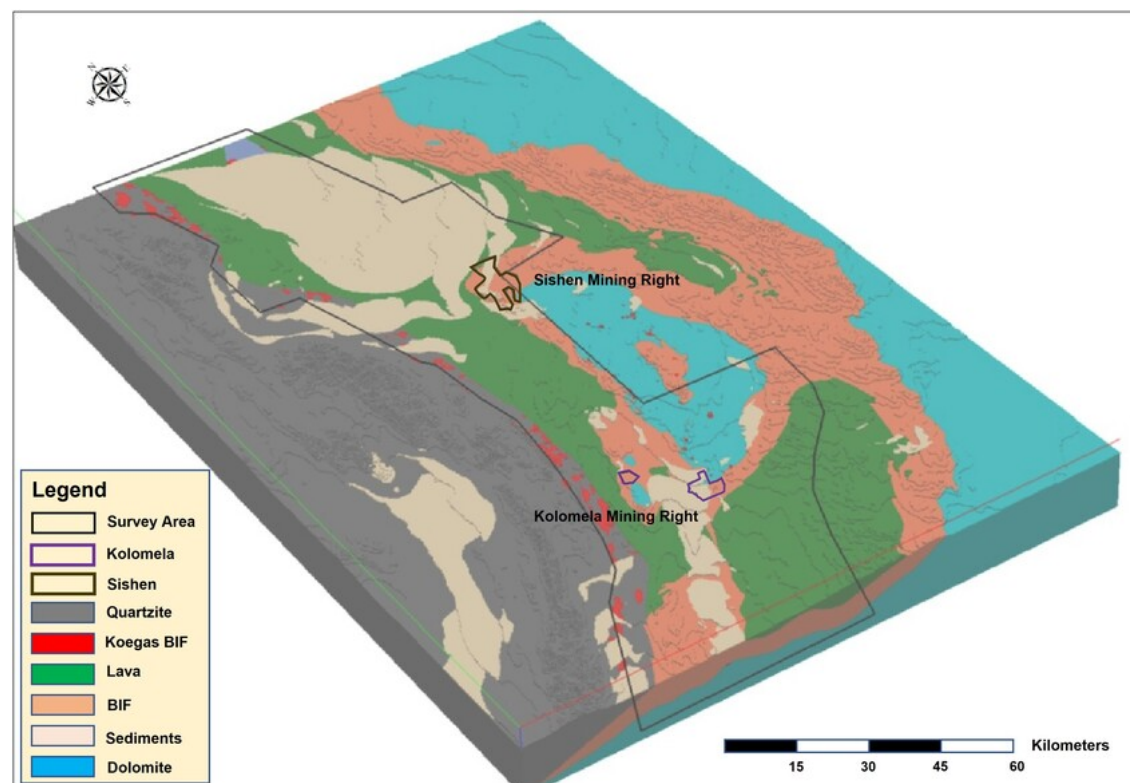 N
E
W
S
Sishen Mining Right
Kolomela Mining Right
Legend
Survey Area
Kolomela
Sishen
Quartzite
Koegas BIF
Lava
BIF
Sediments
Dolomite
Kilometers
15 30 45 60